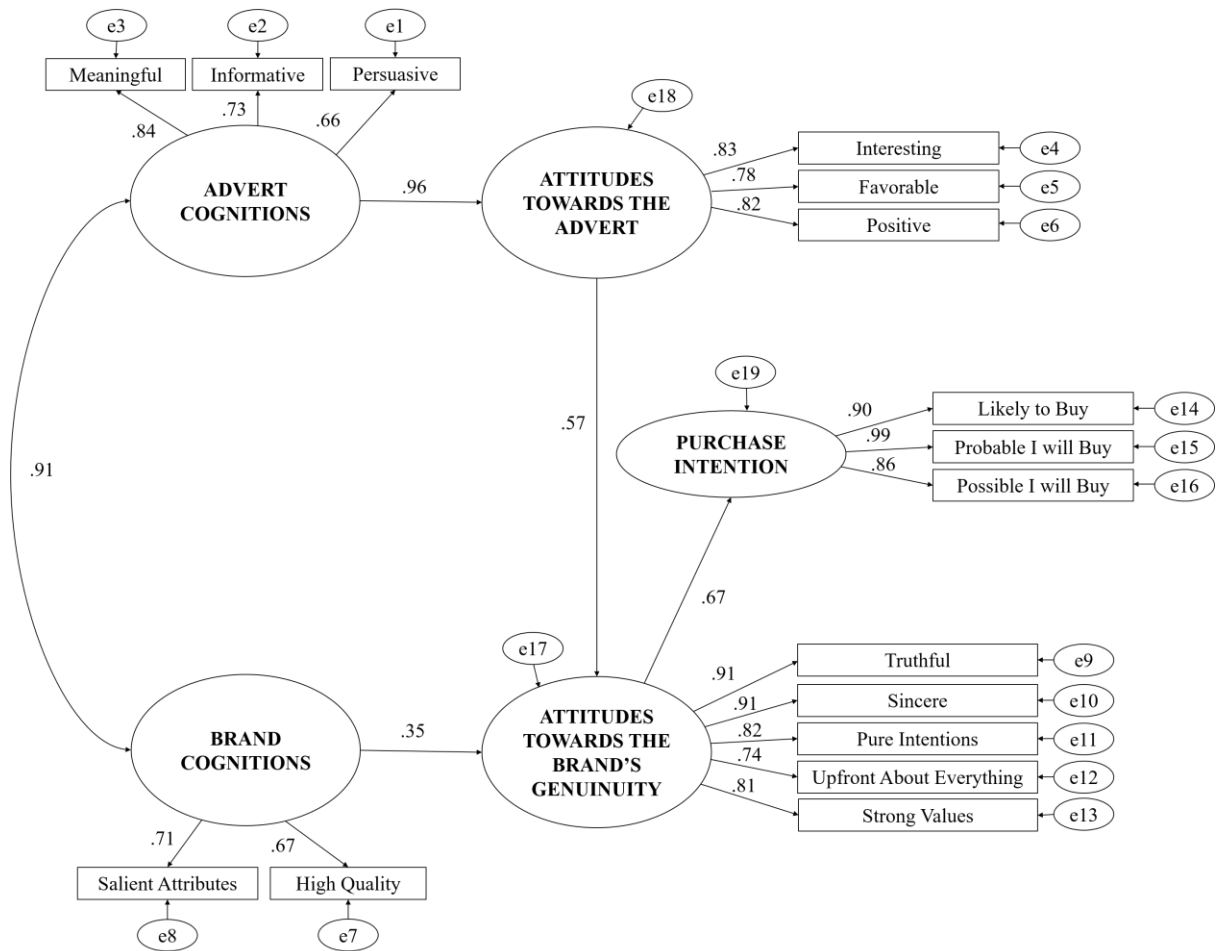 e3
e2
e1
Meaningful
Informative
Persuasive
.84
.73
.66
e18
ADVERT
COGNITIONS
.96
ATTITUDES
TOWARDS THE
ADVERT
.83
Interesting
e4
.78
Favorable
e5
.82
Positive
e6
.91
.57
e19
PURCHASE
INTENTION
.90
Likely to Buy
e14
.99
Probable I will Buy
e15
.86
Possible I will Buy
e16
.67
e17
BRAND
COGNITIONS
.35
ATTITUDES
TOWARDS THE
BRAND'S
GENUINUITY
.91
Truthful
e9
.91
Sincere
e10
.82
Pure Intentions
e11
.74
Upfront About Everything
e12
.81
Strong Values
e13
.71
.67
Salient Attributes
High Quality
e8
e7